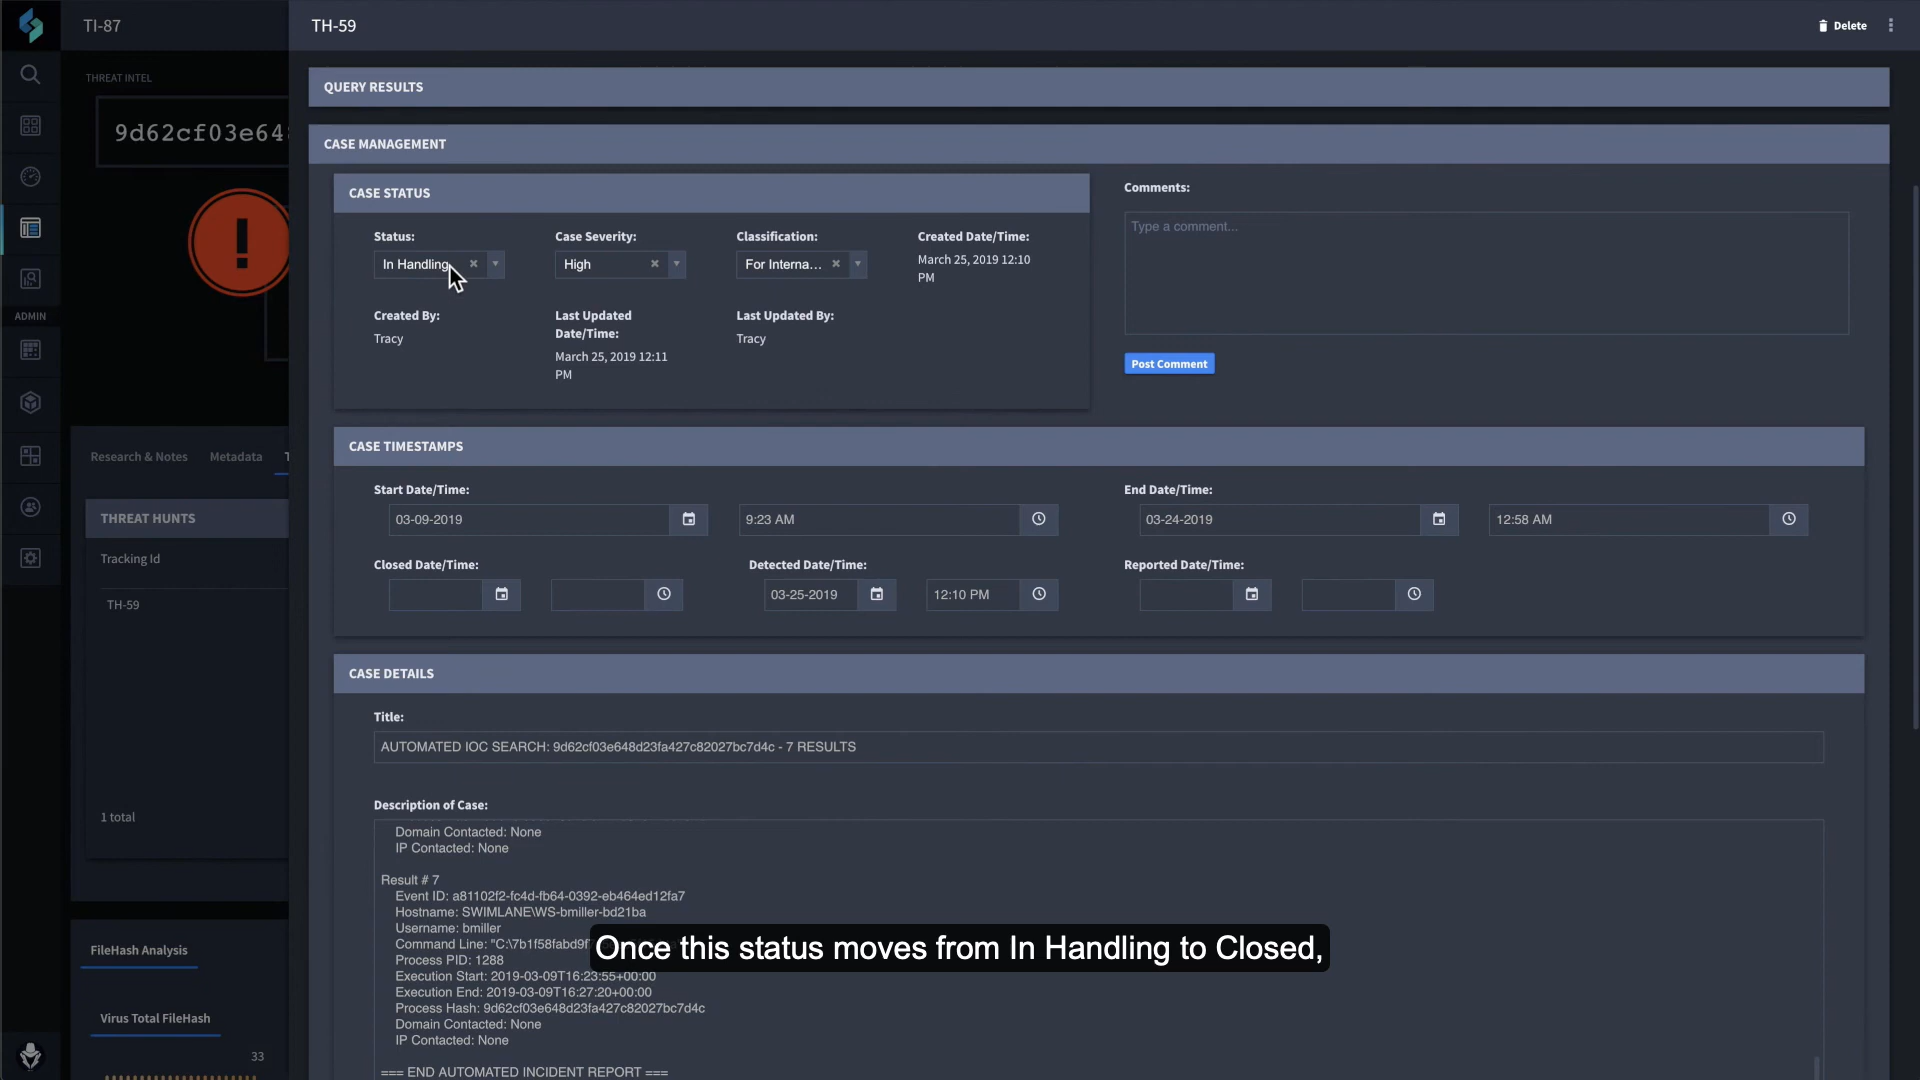 TI-87
TH-59
Delete
THREAT INTEL
9d62cf03e648
QUERY RESULTS
CASE MANAGEMENT
CASE STATUS
Comments:
Status:
Case Severity:
Classification:
Created Date/Time:
Type a comment...
In Handling
High
For Interna...
March 25, 2019 12:10
PM
ADMIN
Created By:
Last Updated
Date/Time:
Last Updated By:
Tracy
Tracy
March 25, 2019 12:11
PM
Post Comment
CASE TIMESTAMPS
Research & Notes
Metadata
T
Start Date/Time:
End Date/Time:
THREAT HUNTS
03-09-2019
9:23 AM
03-24-2019
12:58 AM
Tracking Id
Closed Date/Time:
Detected Date/Time:
Reported Date/Time:
TH-59
03-25-2019
12:10 PM
CASE DETAILS
Title:
AUTOMATED IOC SEARCH: 9d62cf03e648d23fa427c82027bc7d4c - 7 RESULTS
Description of Case:
1 total
Domain Contacted: None
IP Contacted: None
Result # 7
Event ID: a81102f2-fc4d-fb64-0392-eb464ed12fa7
Hostname: SWIMLANE\WS-bmiller-bd21ba
Username: bmiller
Command Line: "C:\7b1f58fabd9f
Once this status moves from In Handling to Closed,
Process PID: 1288
Execution Start: 2019-03-09T16:23:55+00:00
Execution End: 2019-03-09T16:27:20+00:00
Process Hash: 9d62cf03e648d23fa427c82027bc7d4c
Domain Contacted: None
IP Contacted: None
=== END AUTOMATED INCIDENT REPORT ===
FileHash Analysis
Virus Total FileHash
33